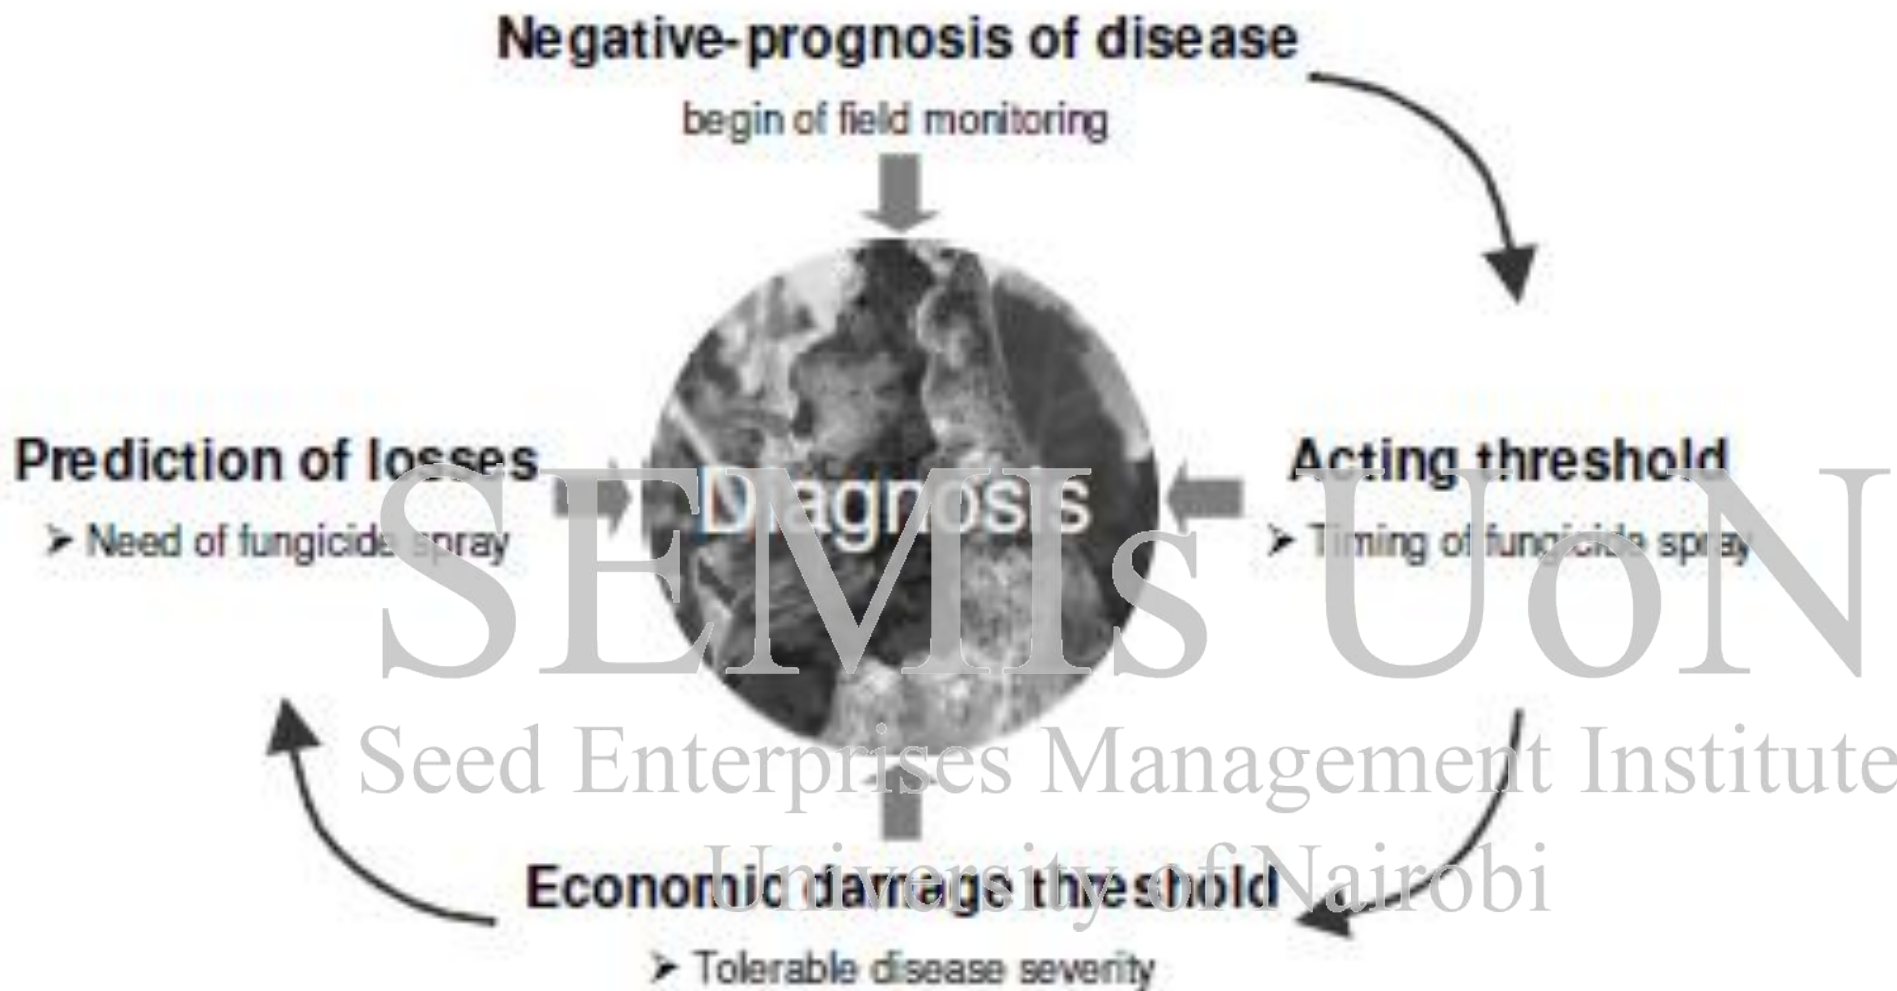 Negative-prognosis of disease
begin of field monitoring
Prediction of losses
➢ Need of fungicide spray
Diagnosis
Acting threshold
➢ Timing of fungicide spray
SEMIs UoN
Seed Enterprises Management Institute
University of Nairobi
Economic damage threshold
➢ Tolerable disease severity